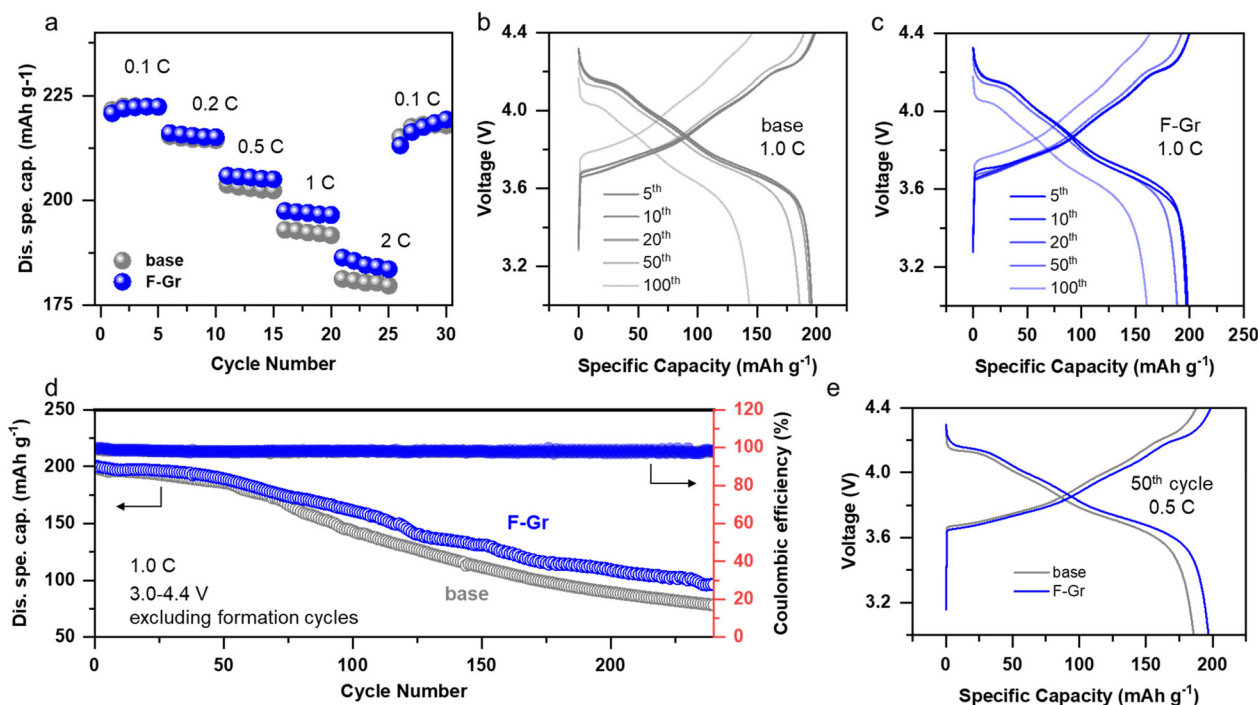 a
Dis. spe. cap. (mAh g-1)
225
200
175
0.1 C
0.2 C
0.5 C
1 C
2 C
0.1 C
base
F-Gr
0 5 10 15 20 25 30
Cycle Number
b
Voltage (V)
4.4
4.0
3.6
3.2
base
1.0 C
5th
10th
20th
50th
100th
0 50 100 150 200 250
Specific Capacity (mAh g-1)
c
Voltage (V)
4.4
4.0
3.6
3.2
F-Gr
1.0 C
5th
10th
20th
50th
100th
0 50 100 150 200 250
Specific Capacity (mAh g-1)
d
Dis. spe. cap. (mAh g-1)
250
200
150
100
50
120
100
80
60
40
20
0
Coulombic efficiency (%)
F-Gr
base
1.0 C
3.0-4.4 V
excluding formation cycles
0 50 100 150 200
Cycle Number
e
Voltage (V)
4.4
4.0
3.6
3.2
50th cycle
0.5 C
base
F-Gr
0 50 100 150 200
Specific Capacity (mAh g-1)